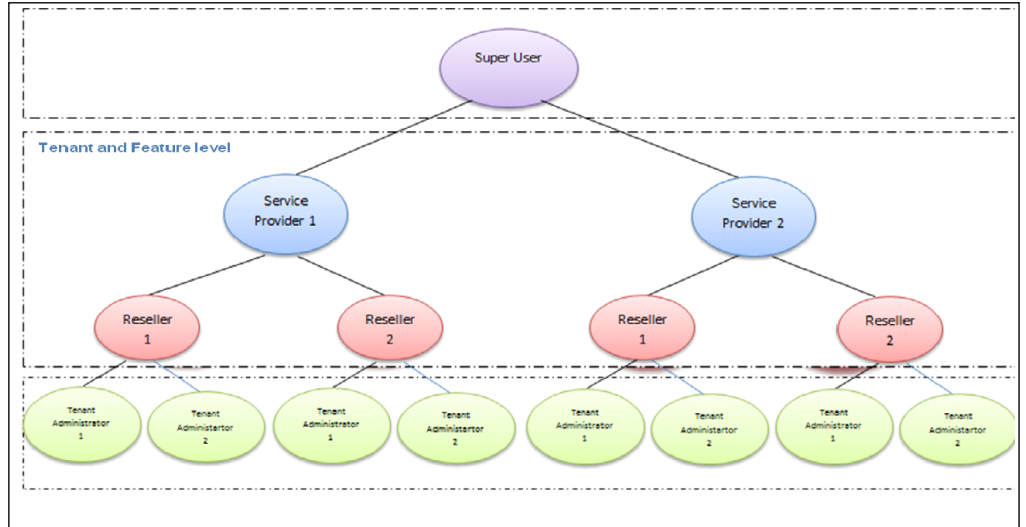 Super User
Tenant and Feature level
Service
Provider 1
Service
Provider 2
Reseller
1
Reseller
2
Reseller
1
Reseller
2
Tenant
Administrator
1
Tenant
Administartor
2
Tenant
Administrator
1
Tenant
Administartor
2
Tenant
Administrator
1
Tenant
Administartor
2
Tenant
Administrator
1
Tenant
Administartor
2